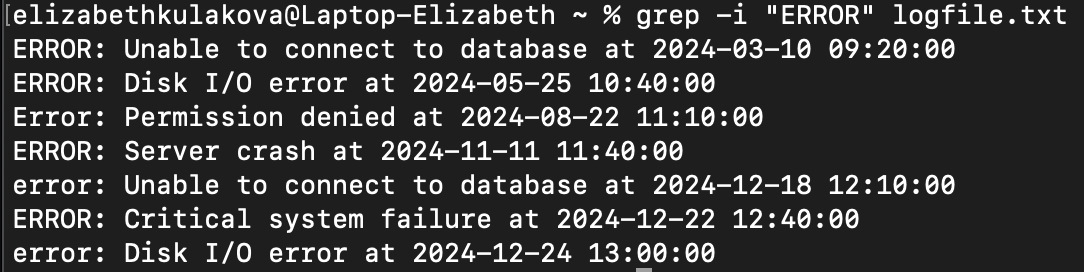 [elizabethkulakova@Laptop-Elizabeth ~ % grep -i "ERROR" logfile.txt
ERROR: Unable to connect to database at 2024-03-10 09:20:00
ERROR: Disk I/O error at 2024-05-25 10:40:00
Error: Permission denied at 2024-08-22 11:10:00
ERROR: Server crash at 2024-11-11 11:40:00
error: Unable to connect to database at 2024-12-18 12:10:00
ERROR: Critical system failure at 2024-12-22 12:40:00
error: Disk I/O error at 2024-12-24 13:00:00